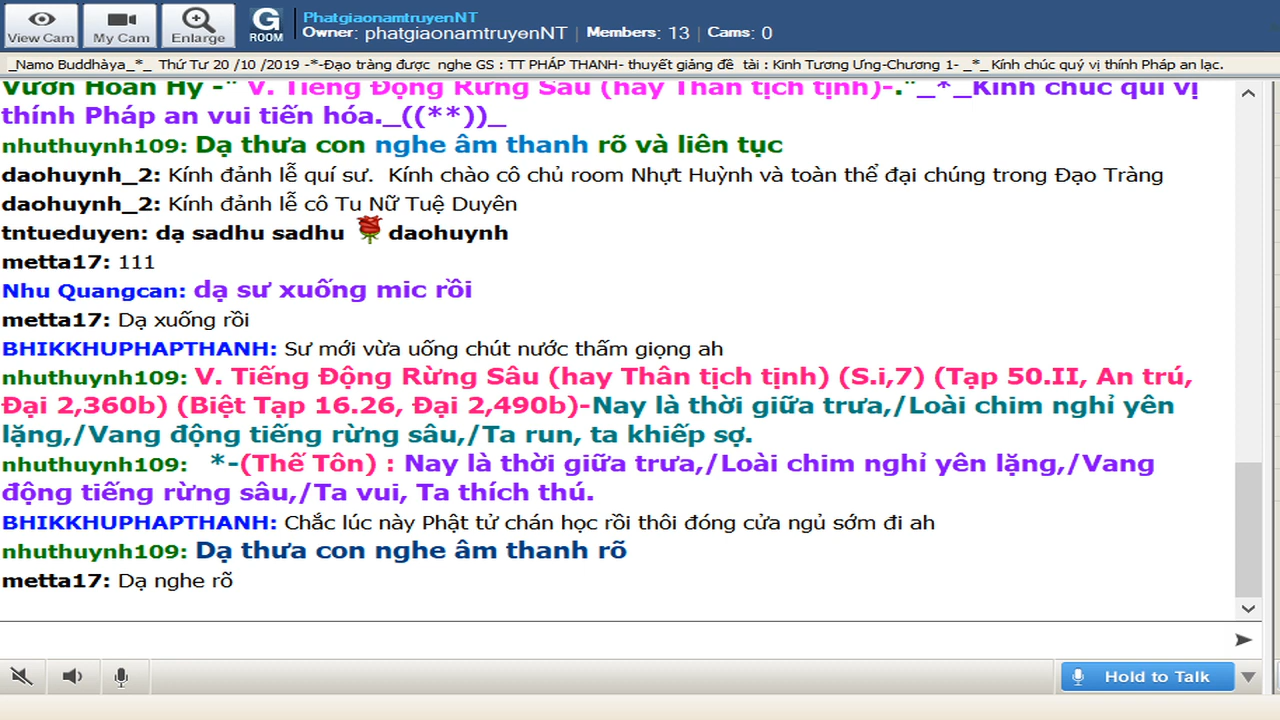 View Cam
My Cam
Enlarge
G ROOM
PhatgiaonamtruyenNT
Owner: phatgiaonamtruyenNT | Members: 13 | Cams: 0
_Namo Buddhàya_*_ Thứ Tư 20 /10 /2019 -*-Đạo tràng được nghe GS : TT PHÁP THANH- thuyết giảng đề tài : Kinh Tương Ưng-Chương 1- _*_Kính chúc quý vị thính Pháp an lạc.
Vườn Hoan Hỷ -" V. Tiếng Động Rừng Sâu (hay Thân tịch tịnh)-."_*_Kính chúc quí vị
thính Pháp an vui tiến hóa._((**))_
nhuthuynh109: Dạ thưa con nghe âm thanh rõ và liên tục
daohuynh_2: Kính đảnh lễ quí sư. Kính chào cô chủ room Nhựt Huỳnh và toàn thể đại chúng trong Đạo Tràng
daohuynh_2: Kính đảnh lễ cô Tu Nữ Tuệ Duyên
tntueduyen: dạ sadhu sadhu daohuynh
metta17: 111
Nhu Quangcan: dạ sư xuống mic rồi
metta17: Dạ xuống rồi
BHIKKHUPHAPTHANH: Sư mới vừa uống chút nước thấm giọng ah
nhuthuynh109: V. Tiếng Động Rừng Sâu (hay Thân tịch tịnh) (S.i,7) (Tạp 50.II, An trú,
Đại 2,360b) (Biệt Tạp 16.26, Đại 2,490b)-Nay là thời giữa trưa,/Loài chim nghỉ yên
lặng,/Vang động tiếng rừng sâu,/Ta run, ta khiếp sợ.
nhuthuynh109: *-(Thế Tôn) : Nay là thời giữa trưa,/Loài chim nghỉ yên lặng,/Vang
động tiếng rừng sâu,/Ta vui, Ta thích thú.
BHIKKHUPHAPTHANH: Chắc lúc này Phật tử chán học rồi thôi đóng cửa ngủ sớm đi ah
nhuthuynh109: Dạ thưa con nghe âm thanh rõ
metta17: Dạ nghe rõ
Hold to Talk